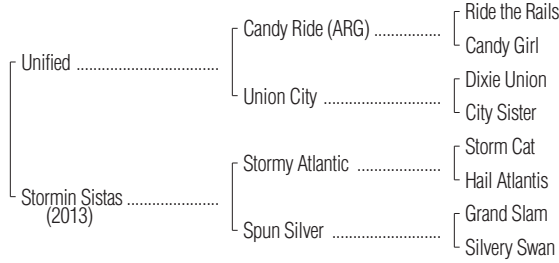 Ride the Rails
Candy Ride (ARG) ................
Candy Girl
Unified ..................................
Dixie Union
Union City .............................
City Sister
Storm Cat
Stormy Atlantic ....................
Hail Atlantis
Stormin Sistas ......................
(2013)
Grand Slam
Spun Silver ..........................
Silvery Swan